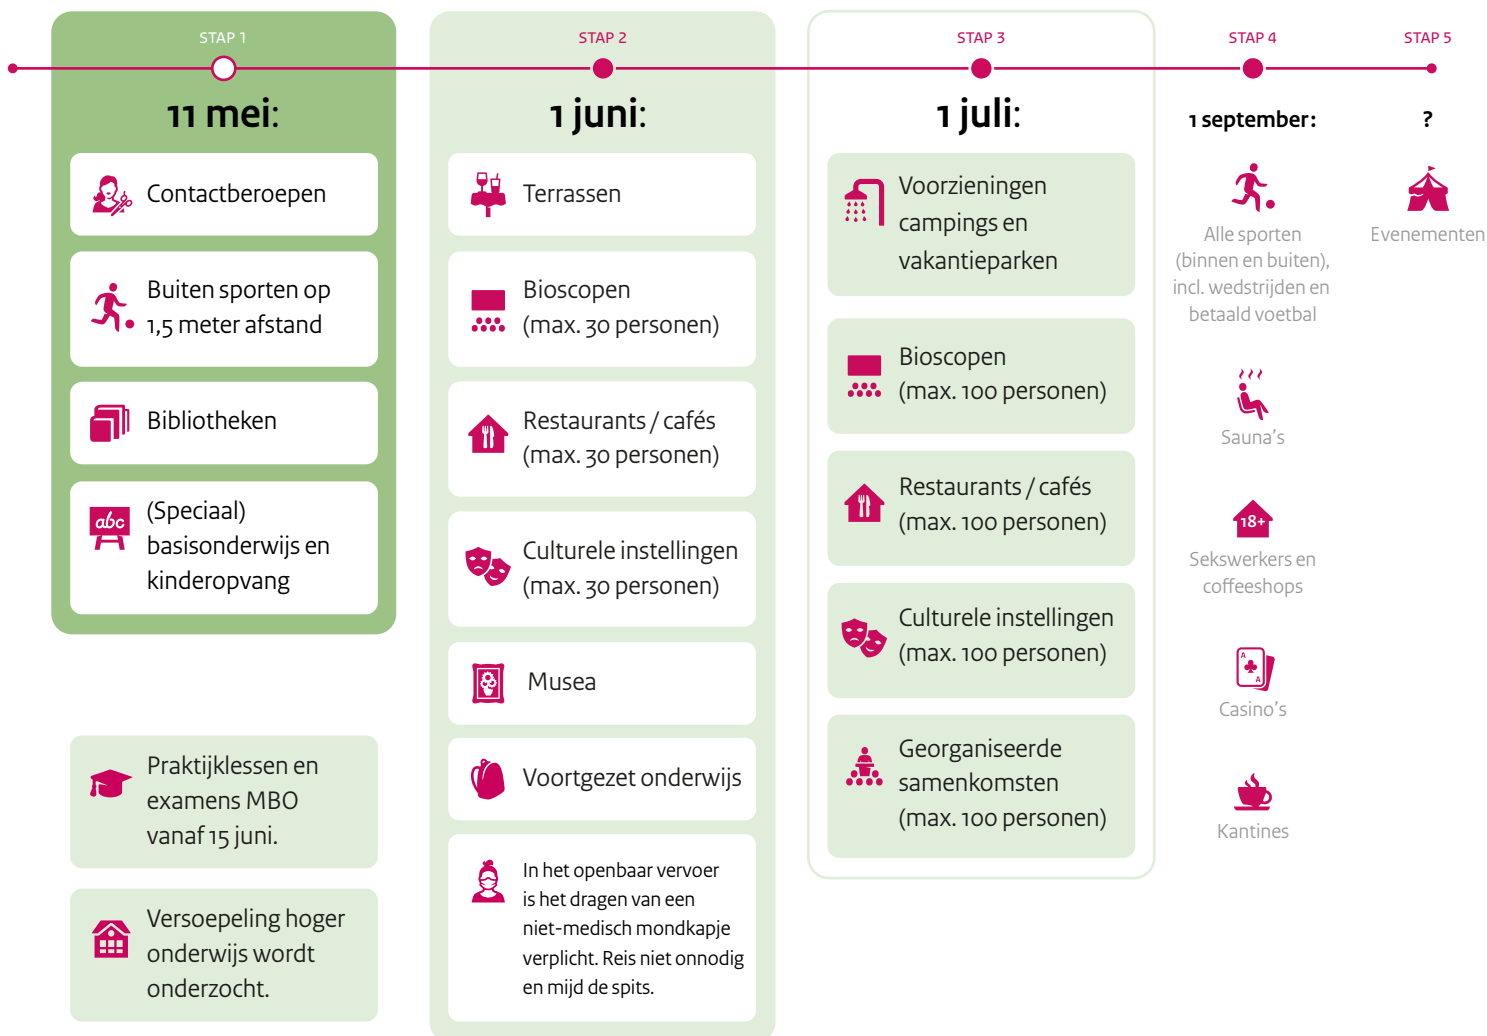 STAP 1
11 mei:
Contactberoepen
Buiten sporten op
1,5 meter afstand
Bibliotheken
abc
(Speciaal)
basisonderwijs en
kinderopvang
Praktijklessen en
examens MBO
vanaf 15 juni.
Versoepeling hoger
onderwijs wordt
onderzocht.
STAP 2
1 juni:
Terrassen
Bioscopen
(max. 30 personen)
Restaurants / cafés
(max. 30 personen)
Culturele instellingen
(max. 30 personen)
Musea
Voortgezet onderwijs
In het openbaar vervoer
is het dragen van een
niet-medisch mondkapje
verplicht. Reis niet onnodig
en mijd de spits.
STAP 3
1 juli:
Voorzieningen
campings en
vakantieparken
Bioscopen
(max. 100 personen)
Restaurants / cafés
(max. 100 personen)
Culturele instellingen
(max. 100 personen)
Georganiseerde
samenkomsten
(max. 100 personen)
STAP 4
1 september:
Alle sporten
(binnen en buiten),
incl. wedstrijden en
betaald voetbal
Sauna's
18+
Sekswerkers en
coffeeshops
A
A
Casino's
Kantines
STAP 5
?
Evenementen